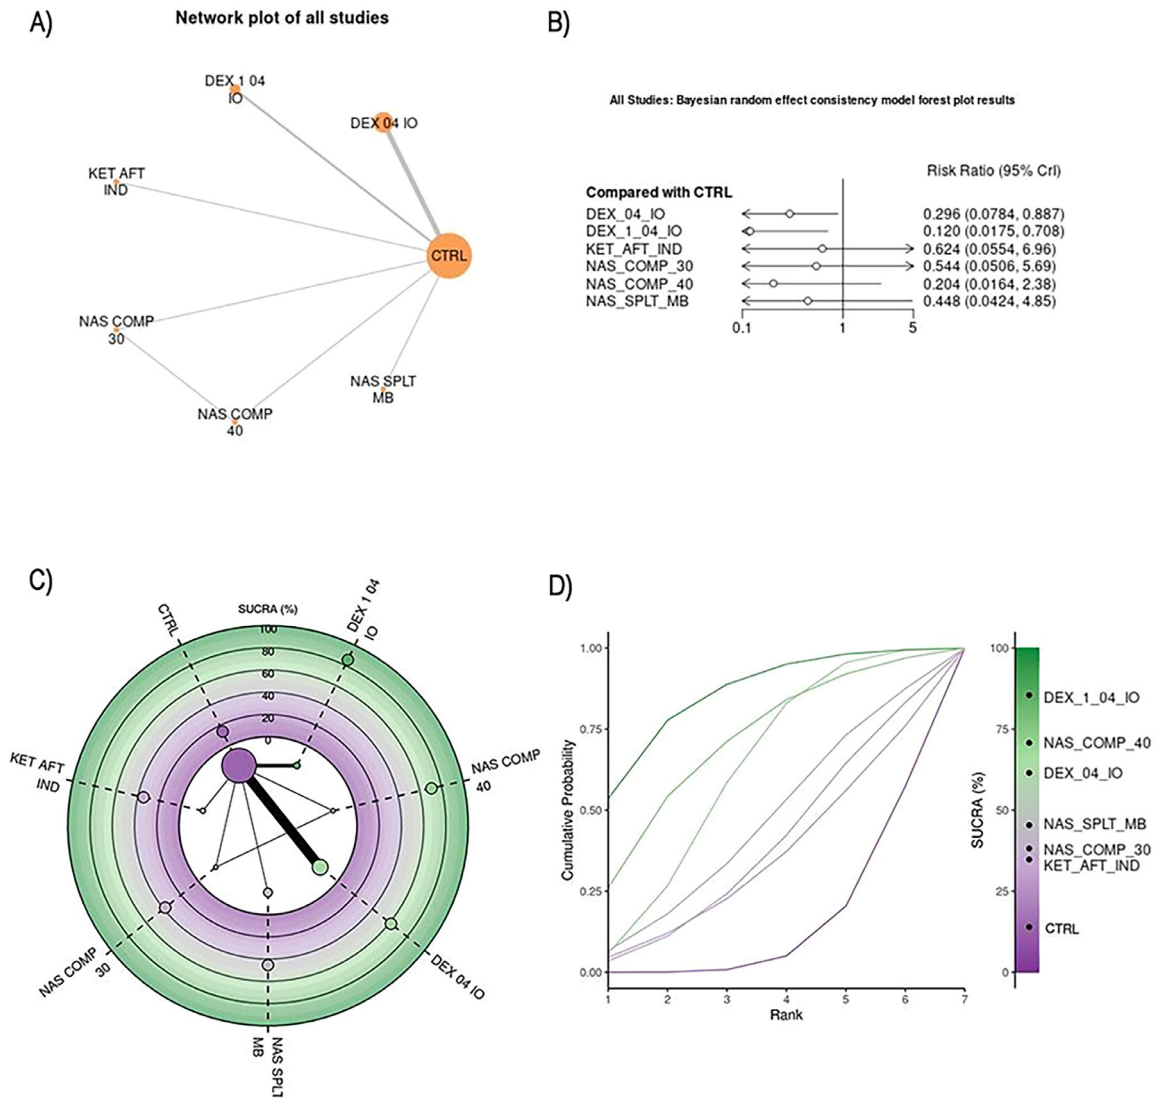 A)
Network plot of all studies
DEX 1 04
IO
DEX 04 IO
KET AFT
IND
CTRL
NAS COMP
30
NAS SPLT
MB
NAS COMP
40
B)
All Studies: Bayesian random effect consistency model forest plot results
Risk Ratio (95% CrI)
Compared with CTRL
DEX_04_IO 0.296 (0.0784, 0.887)
DEX_1_04_IO 0.120 (0.0175, 0.708)
KET_AFT_IND 0.624 (0.0554, 6.96)
NAS_COMP_30 0.544 (0.0506, 5.69)
NAS_COMP_40 0.204 (0.0164, 2.38)
NAS_SPLT_MB 0.448 (0.0424, 4.85)
0.1 1 5
C)
SUCRA (%)
100
80
60
40
20
0
CTRL
DEX 1 04
IO
NAS COMP
40
DEX 04 IO
NAS SPLT
MB
NAS COMP
30
KET AFT
IND
D)
Cumulative Probability
1.00
0.75
0.50
0.25
0.00
1 2 3 4 5 6 7
Rank
SUCRA (%)
100
75
50
25
0
DEX_1_04_IO
NAS_COMP_40
DEX_04_IO
NAS_SPLT_MB
NAS_COMP_30
KET_AFT_IND
CTRL